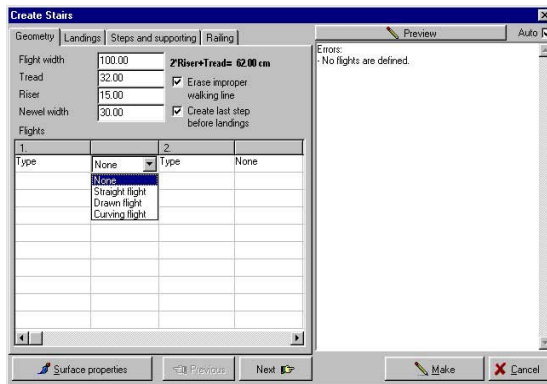 Create Stairs
Geometry Landings Steps and supporting Railing
Flight width 100.00 2*Riser+Tread= 62.00 cm
Tread 32.00 Erase improper
walking line
Riser 15.00
Newel width 30.00 Create last step
before landings
Flights
1. 2.
Type None Type None
None
Straight flight
Drawn flight
Curving flight
Surface properties Previous Next
Preview Auto
Errors:
- No flights are defined.
Make Cancel